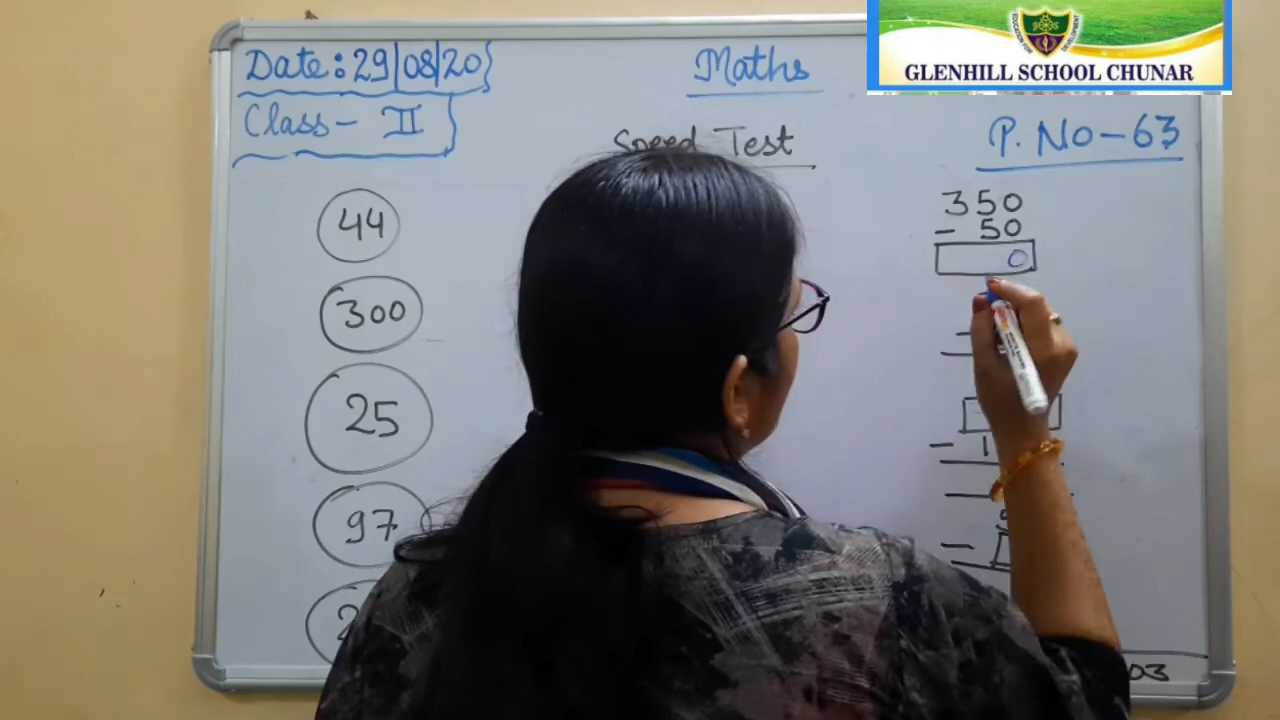 GLENHILL SCHOOL CHUNAR
Date: 29/08/20
Maths
Class- II
P. No-63
Speed Test
44
300
25
97
350
- 50
0